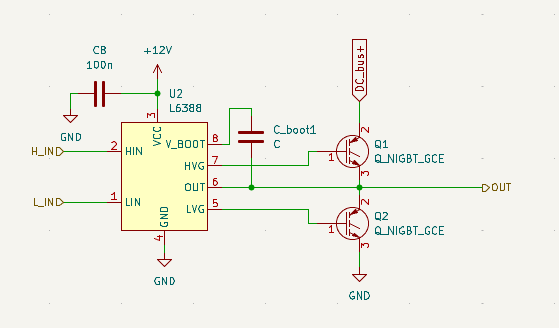 CB
100n
+12V
GND
U2
L6388
3
VCC
H_IN
2
HIN
L_IN
1
LIN
V_BOOT
8
HVG
7
OUT
6
LVG
5
GND
4
GND
C_boot1
C
DC_bus+
2
1
3
Q1
Q_NIGBT_GCE
OUT
2
1
3
Q2
Q_NIGBT_GCE
GND